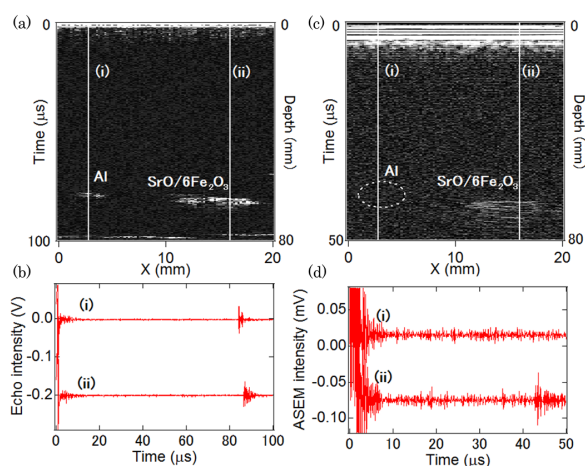 (a)
0
0
(i)
(ii)
Time (μs)
Depth (mm)
Al
SrO/6Fe₂O₃
100
80
0
10
20
X (mm)
(b)
(i)
(ii)
Echo intensity (V)
0.0
-0.1
-0.2
0
20
40
60
80
100
Time (μs)
(c)
0
0
(i)
(ii)
Time (μs)
Depth (mm)
Al
SrO/6Fe₂O₃
50
80
0
10
20
X (mm)
(d)
(i)
(ii)
ASEM intensity (mV)
0.05
0.00
-0.05
-0.10
0
10
20
30
40
50
Time (μs)